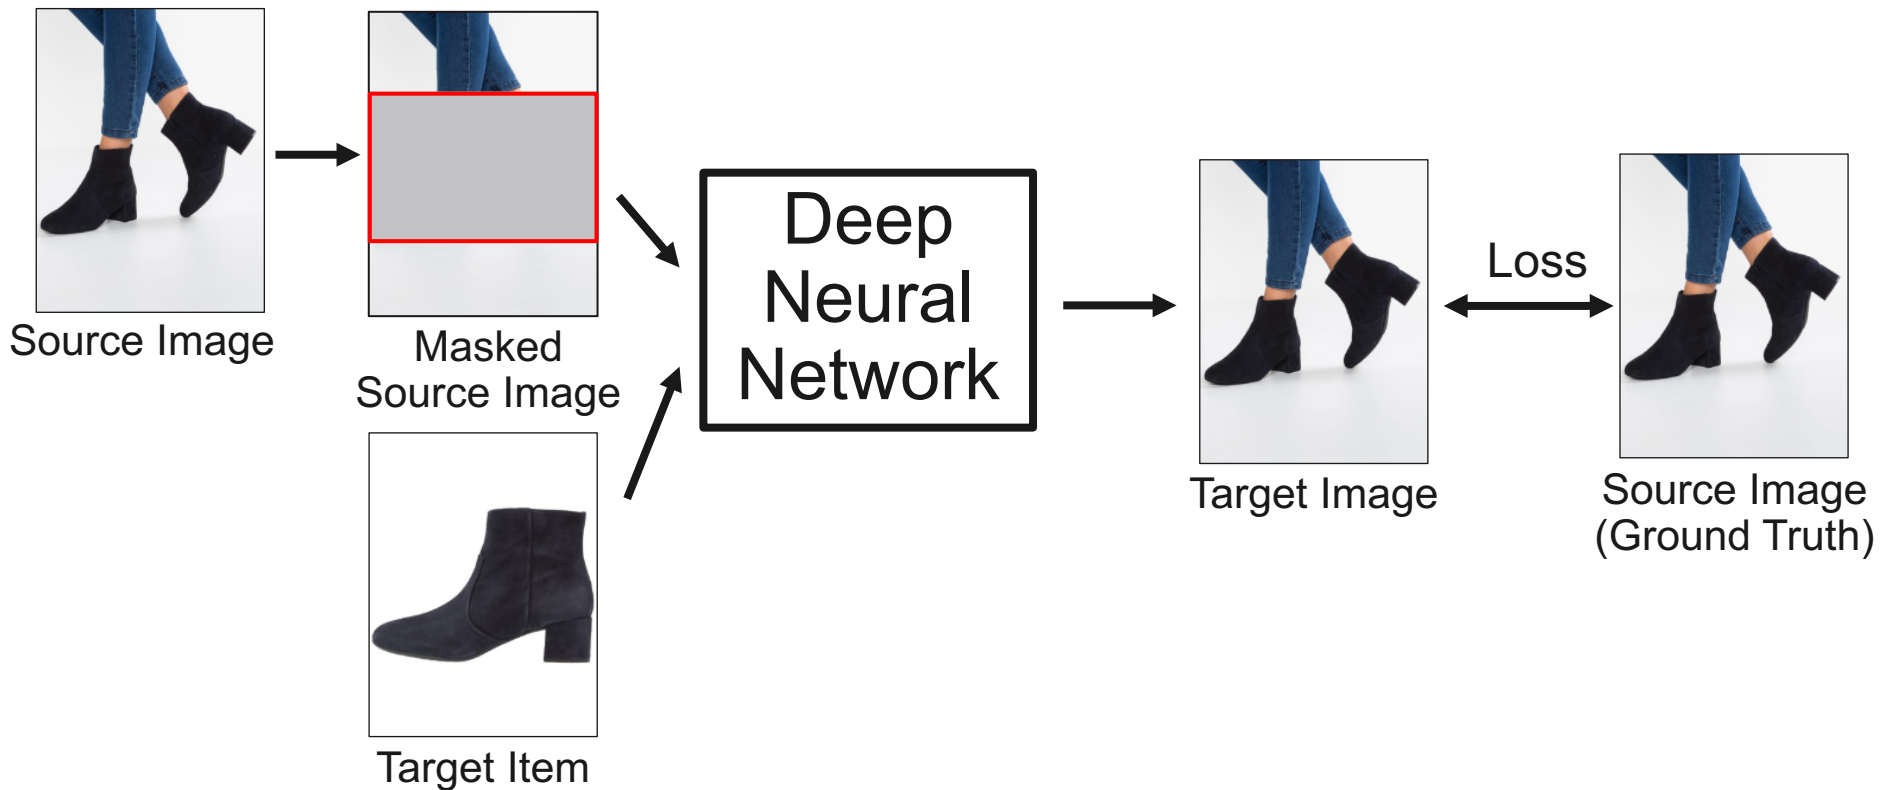 Source Image
Masked
Source Image
Target Item
Deep
Neural
Network
Target Image
Loss
Source Image
(Ground Truth)